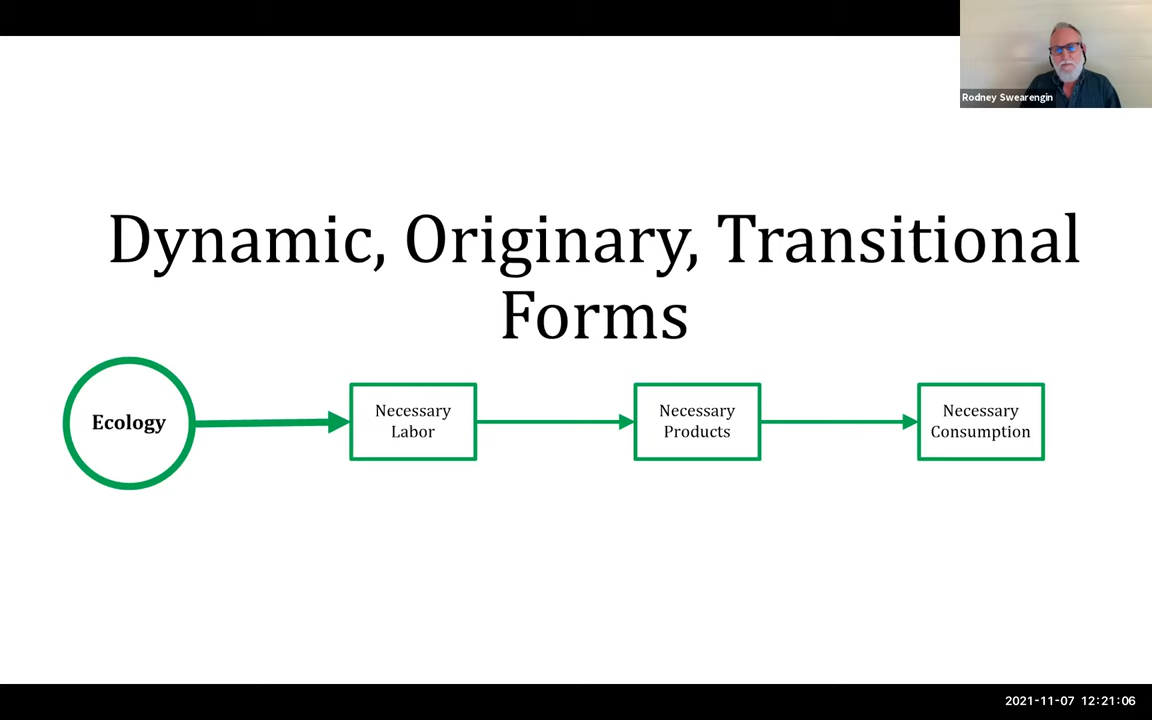 Rodney Swearengin
Dynamic, Originary, Transitional
Forms
Ecology
Necessary
Labor
Necessary
Products
Necessary
Consumption
2021-11-07 12:21:06